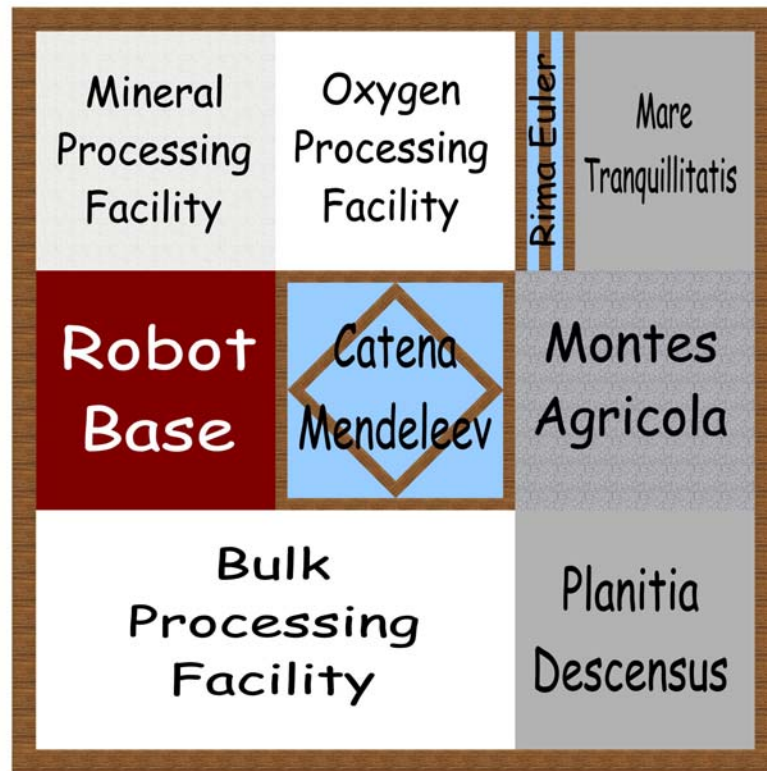 Mineral
Processing
Facility
Oxygen
Processing
Facility
Rima Euler
Mare
Tranquillitatis
Robot
Base
Catena
Mendeleev
Montes
Agricola
Bulk
Processing
Facility
Planitia
Descensus